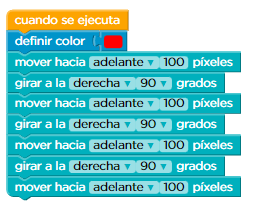 cuando se ejecuta
definir color
mover hacia adelante ▾ 100 píxeles
girar a la derecha ▾ 90 ▾ grados
mover hacia adelante ▾ 100 píxeles
girar a la derecha ▾ 90 ▾ grados
mover hacia adelante ▾ 100 píxeles
girar a la derecha ▾ 90 ▾ grados
mover hacia adelante ▾ 100 píxeles